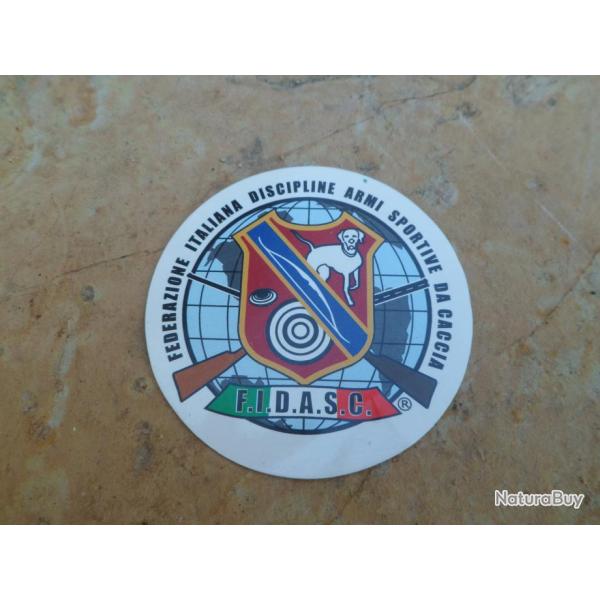 FEDERAZIONE ITALIANA DISCIPLINE ARMI SPORTIVE DA CACCIA
F.I.D.A.S.C.
®
NaturaBuy